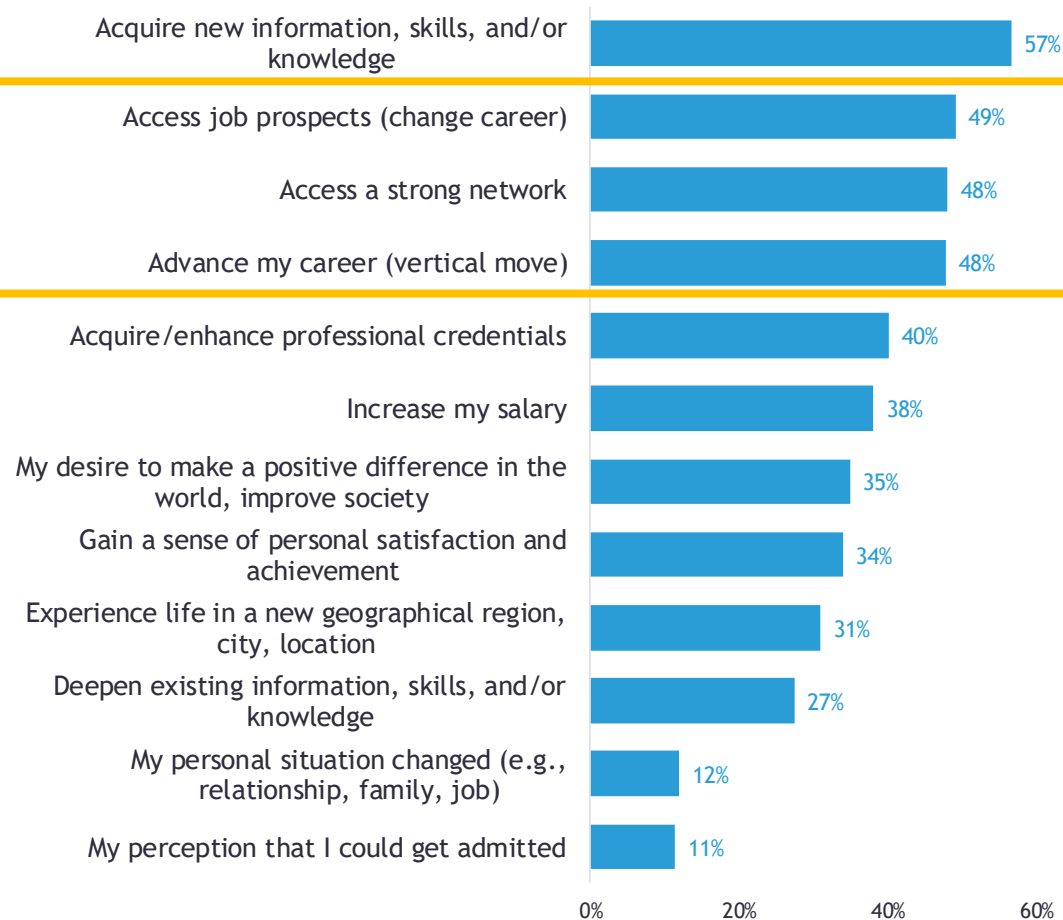 Acquire new information, skills, and/or
knowledge
57%
Access job prospects (change career)
49%
Access a strong network
48%
Advance my career (vertical move)
48%
Acquire/enhance professional credentials
40%
Increase my salary
38%
My desire to make a positive difference in the
world, improve society
35%
Gain a sense of personal satisfaction and
achievement
34%
Experience life in a new geographical region,
city, location
31%
Deepen existing information, skills, and/or
knowledge
27%
My personal situation changed (e.g.,
relationship, family, job)
12%
My perception that I could get admitted
11%
0% 20% 40% 60%